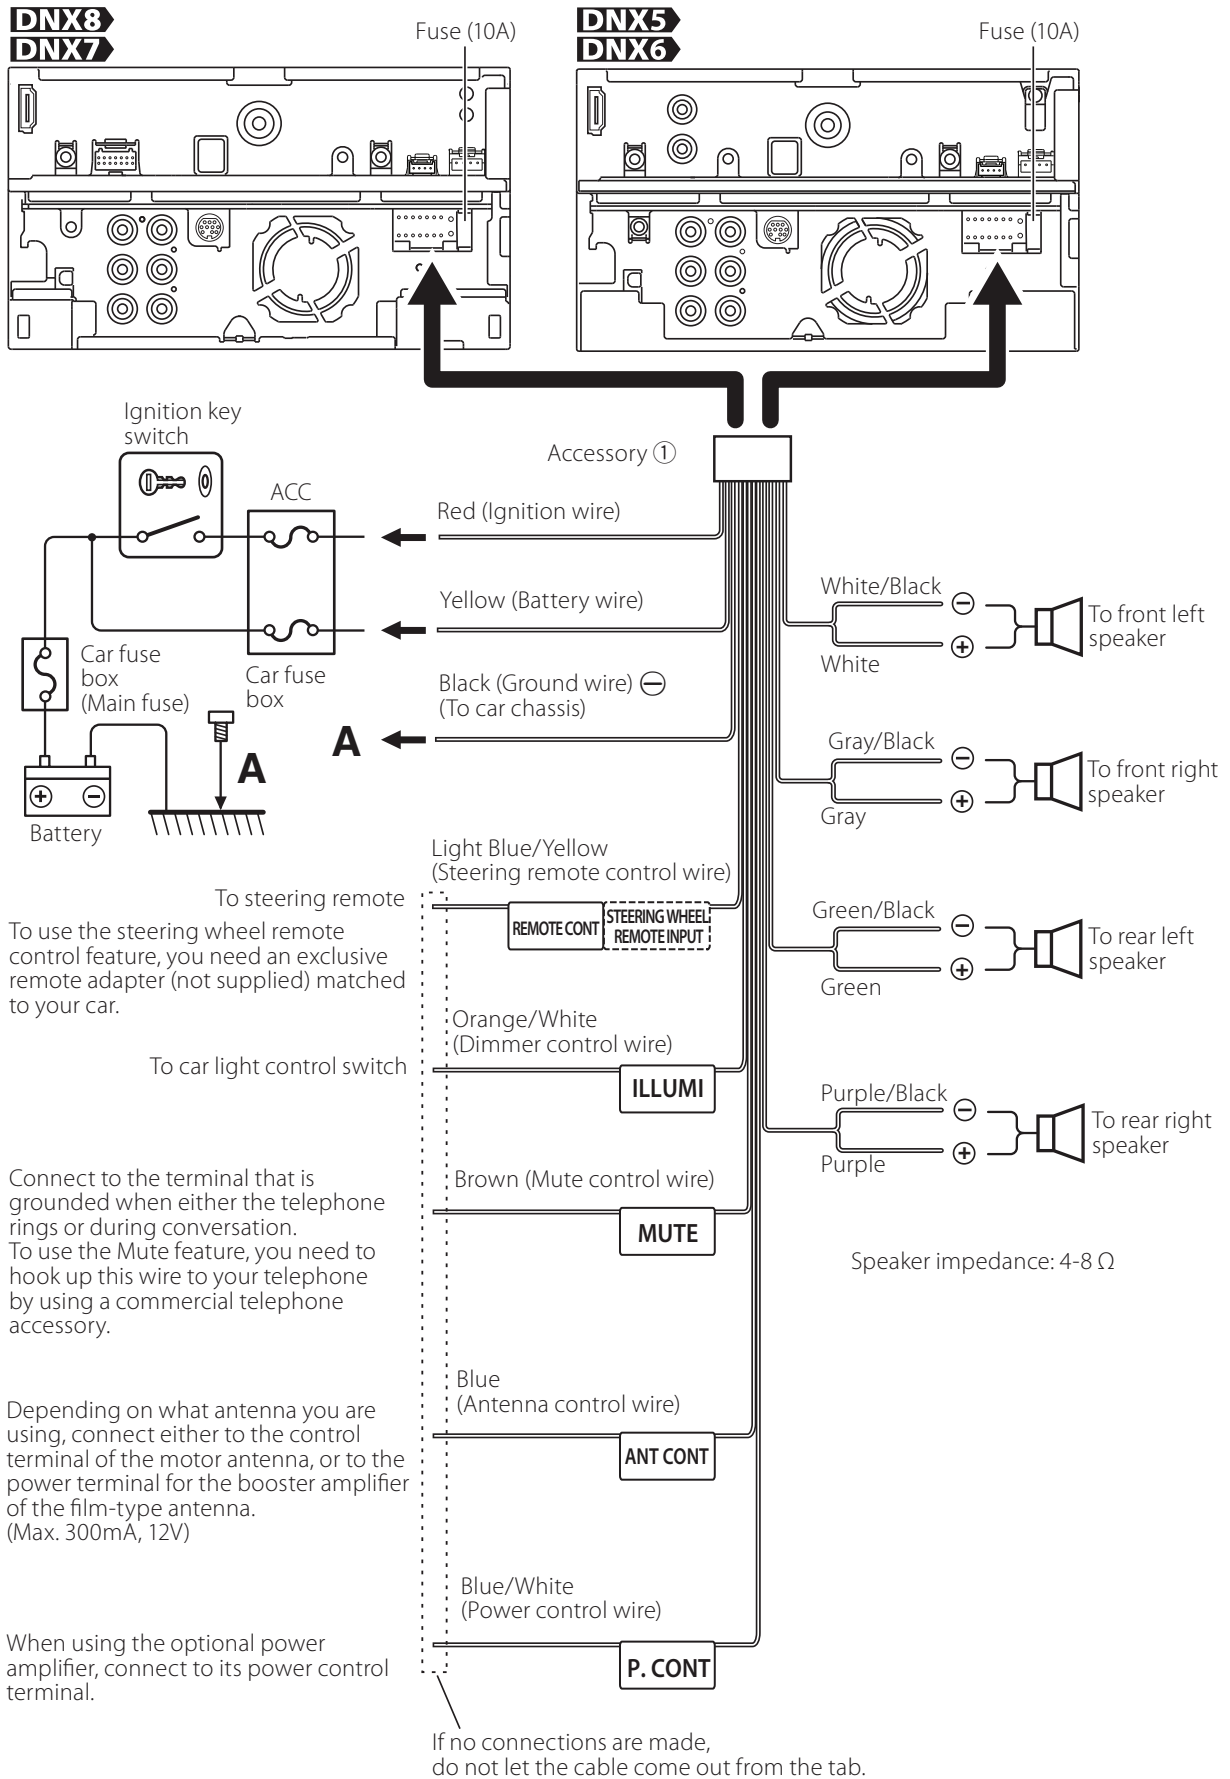 DNX8
DNX7
Fuse (10A)
DNX5
DNX6
Fuse (10A)
Ignition key
switch
ACC
Accessory ①
Red (Ignition wire)
Yellow (Battery wire)
Car fuse
box
(Main fuse)
Car fuse
box
Black (Ground wire) ⊖
(To car chassis)
A
A
Battery
White/Black
⊖
⊕
White
To front left
speaker
Gray/Black
⊖
⊕
Gray
To front right
speaker
Light Blue/Yellow
(Steering remote control wire)
To steering remote
REMOTE CONT
STEERING WHEEL
REMOTE INPUT
To use the steering wheel remote
control feature, you need an exclusive
remote adapter (not supplied) matched
to your car.
Green/Black
⊖
⊕
Green
To rear left
speaker
Orange/White
(Dimmer control wire)
To car light control switch
ILLUMI
Purple/Black
⊖
⊕
Purple
To rear right
speaker
Connect to the terminal that is
grounded when either the telephone
rings or during conversation.
To use the Mute feature, you need to
hook up this wire to your telephone
by using a commercial telephone
accessory.
Brown (Mute control wire)
MUTE
Speaker impedance: 4-8 Ω
Blue
(Antenna control wire)
ANT CONT
Depending on what antenna you are
using, connect either to the control
terminal of the motor antenna, or to the
power terminal for the booster amplifier
of the film-type antenna.
(Max. 300mA, 12V)
Blue/White
(Power control wire)
P. CONT
When using the optional power
amplifier, connect to its power control
terminal.
If no connections are made,
do not let the cable come out from the tab.